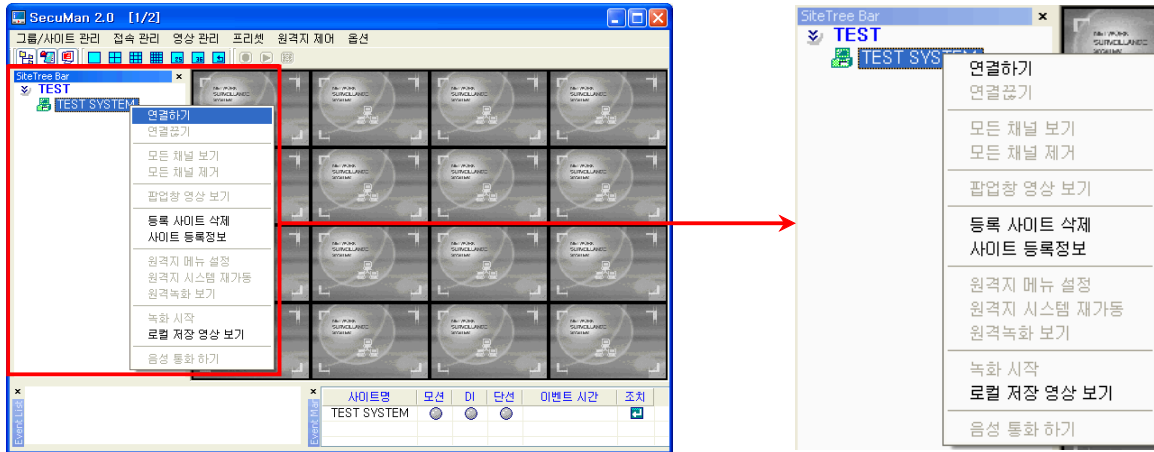 SecuMan 2.0 [1/2]
그룹/사이트 관리 접속 관리 영상 관리 프리셋 원격지 제어 옵션
SiteTree Bar
TEST
TEST SYSTEM
연결하기
연결끊기
모든 채널 보기
모든 채널 제거
팝업창 영상 보기
등록 사이트 삭제
사이트 등록정보
원격지 메뉴 설정
원격지 시스템 재가동
원격녹화 보기
녹화 시작
로컬 저장 영상 보기
음성 통화 하기
Event List
사이트명 모션 DI 단선 이벤트 시간 조치
TEST SYSTEM
SiteTree Bar
TEST
TEST SYS
연결하기
연결끊기
모든 채널 보기
모든 채널 제거
팝업창 영상 보기
등록 사이트 삭제
사이트 등록정보
원격지 메뉴 설정
원격지 시스템 재가동
원격녹화 보기
녹화 시작
로컬 저장 영상 보기
음성 통화 하기